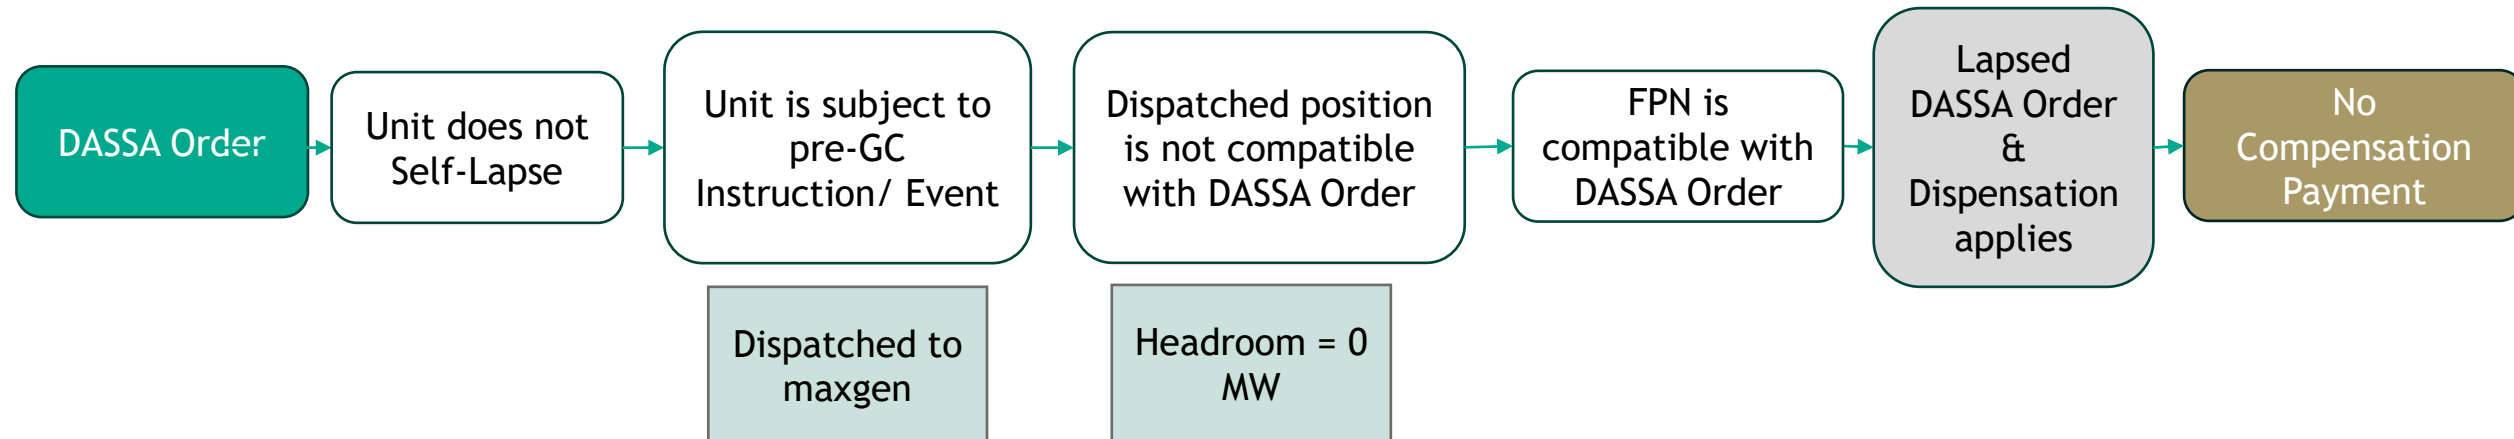 DASSA Order
Unit does not
Self-Lapse
Unit is subject to
pre-GC
Instruction/ Event
Dispatched position
is not compatible
with DASSA Order
FPN is
compatible with
DASSA Order
Lapsed
DASSA Order
&
Dispensation
applies
No
Compensation
Payment
Dispatched to
maxgen
Headroom = 0
MW